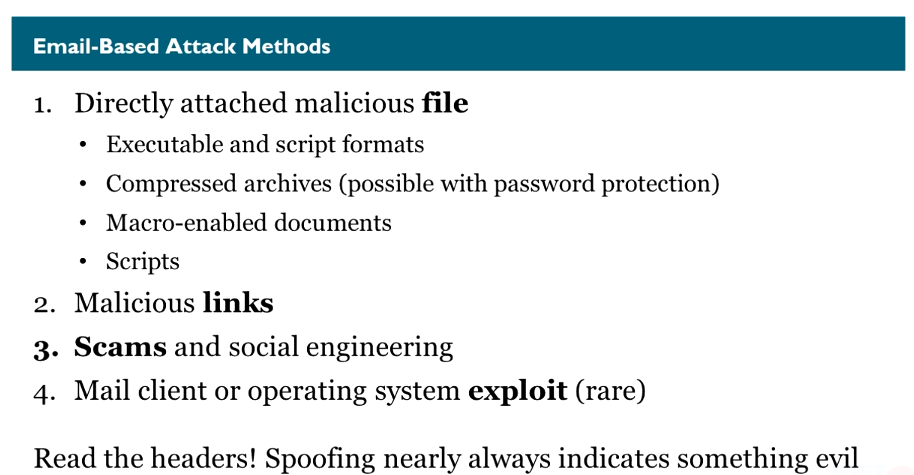 Email-Based Attack Methods
1. Directly attached malicious file
• Executable and script formats
• Compressed archives (possible with password protection)
• Macro-enabled documents
• Scripts
2. Malicious links
3. Scams and social engineering
4. Mail client or operating system exploit (rare)
Read the headers! Spoofing nearly always indicates something evil